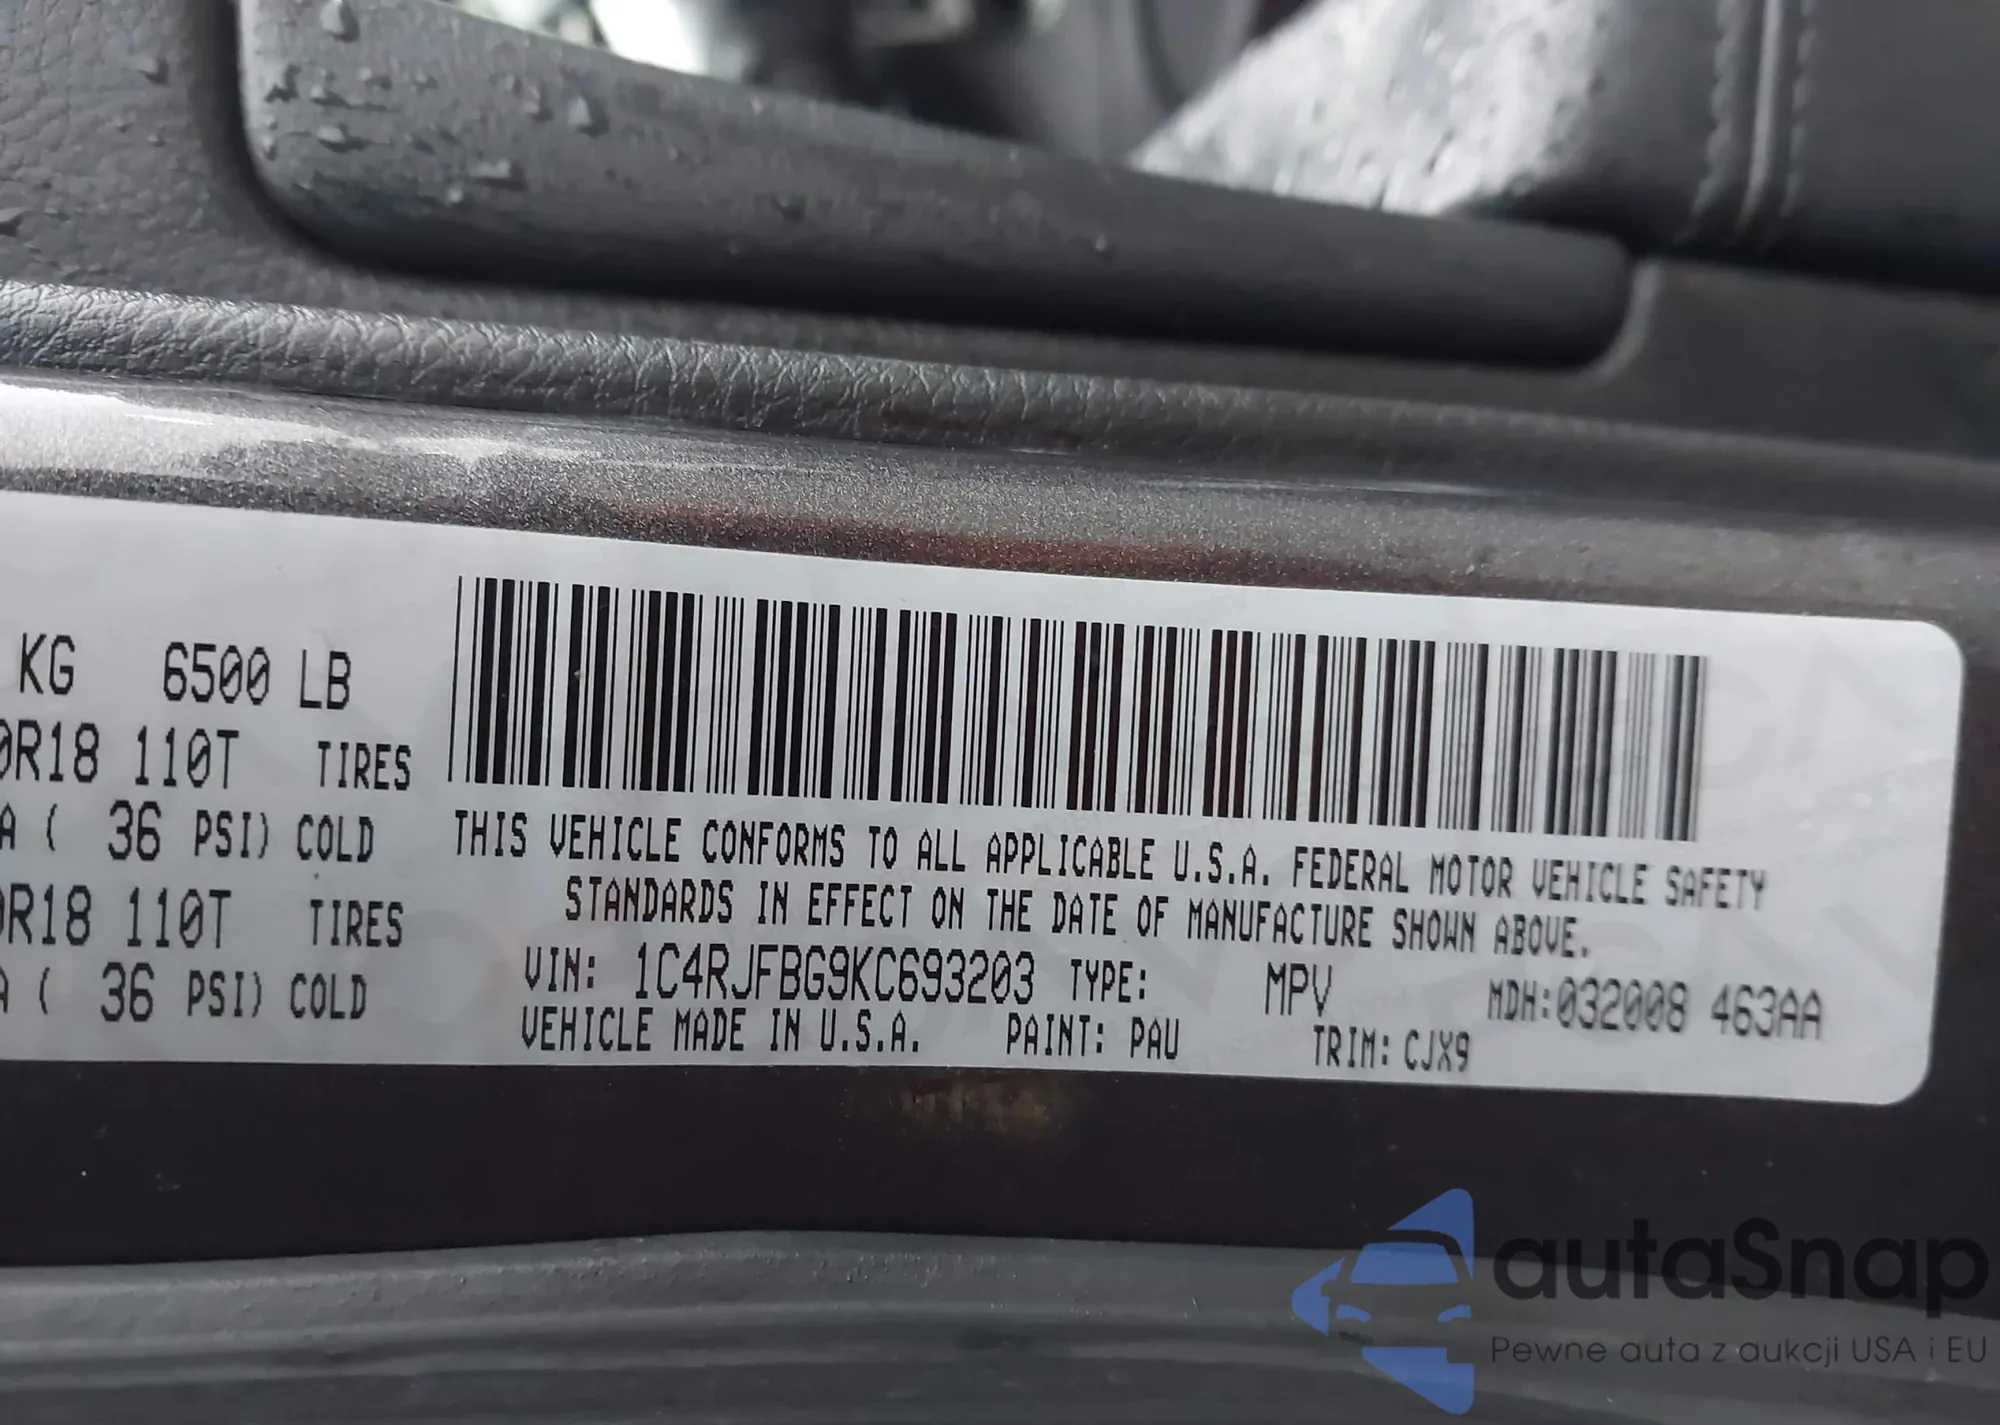 KG 6500 LB
0R18 110T TIRES
A ( 36 PSI) COLD
0R18 110T TIRES
A ( 36 PSI) COLD
THIS VEHICLE CONFORMS TO ALL APPLICABLE U.S.A. FEDERAL MOTOR VEHICLE SAFETY
STANDARDS IN EFFECT ON THE DATE OF MANUFACTURE SHOWN ABOVE.
VIN: 1C4RJFBG9KC693203 TYPE: MPV MDH:032008 463AA
VEHICLE MADE IN U.S.A. PAINT: PAU TRIM: CJX9
autaSnap
Pewne auta z aukcji USA i EU